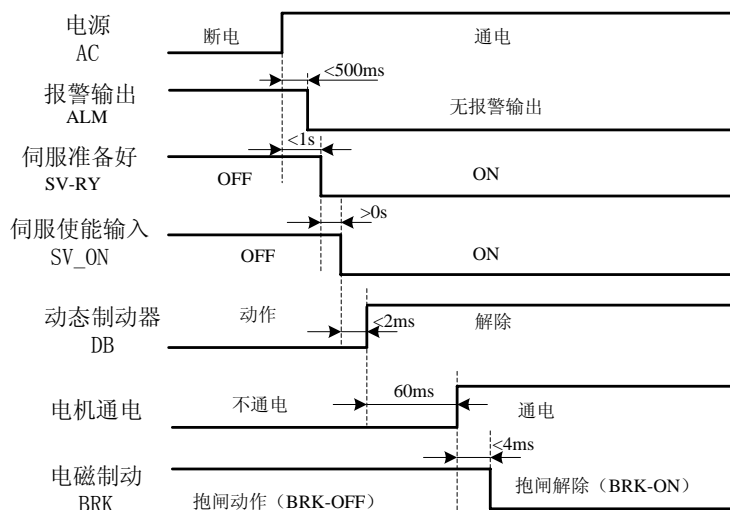 电源
AC
断电
通电
<500ms
报警输出
ALM
无报警输出
<1s
伺服准备好
SV-RY
OFF
ON
>0s
伺服使能输入
SV_ON
OFF
ON
动态制动器
DB
动作
<2ms
解除
60ms
电机通电
不通电
通电
<4ms
电磁制动
BRK
抱闸动作（BRK-OFF）
抱闸解除（BRK-ON）